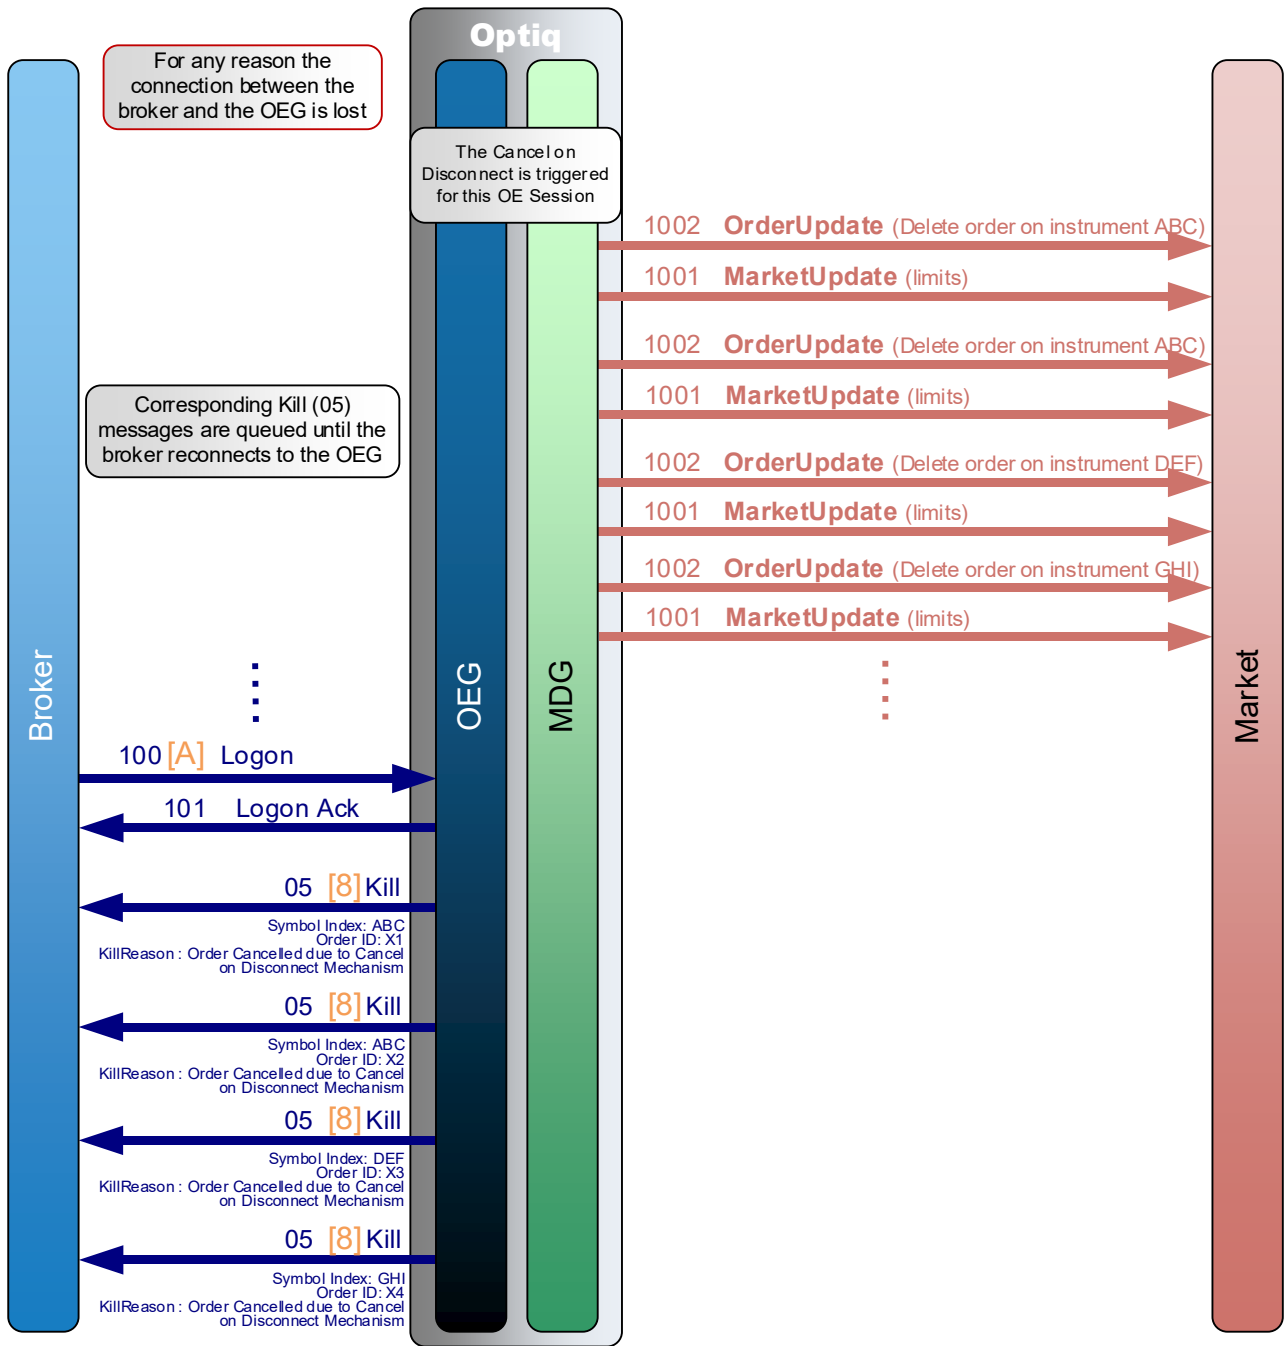 Optiq
For any reason the
connection between the
broker and the OEG is lost
The Cancel on
Disconnect is triggered
for this OE Session
1002 OrderUpdate (Delete order on instrument ABC)
1001 MarketUpdate (limits)
1002 OrderUpdate (Delete order on instrument ABC)
1001 MarketUpdate (limits)
Corresponding Kill (05)
messages are queued until the
broker reconnects to the OEG
1002 OrderUpdate (Delete order on instrument DEF)
1001 MarketUpdate (limits)
1002 OrderUpdate (Delete order on instrument GHI)
1001 MarketUpdate (limits)
Broker
OEG
MDG
Market
100 [A] Logon
101 Logon Ack
05 [8] Kill
Symbol Index: ABC
Order ID: X1
KillReason : Order Cancelled due to Cancel
on Disconnect Mechanism
05 [8] Kill
Symbol Index: ABC
Order ID: X2
KillReason : Order Cancelled due to Cancel
on Disconnect Mechanism
05 [8] Kill
Symbol Index: DEF
Order ID: X3
KillReason : Order Cancelled due to Cancel
on Disconnect Mechanism
05 [8] Kill
Symbol Index: GHI
Order ID: X4
KillReason : Order Cancelled due to Cancel
on Disconnect Mechanism